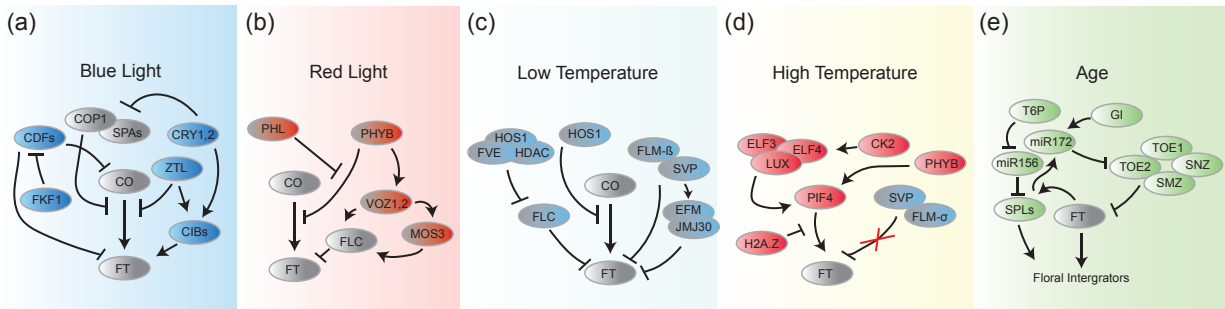 (a)
Blue Light
COP1
SPAs
CRY1,2
CDFs
ZTL
CO
FKF1
CIBs
FT
(b)
Red Light
PHL
PHYB
CO
VOZ1,2
FLC
MOS3
FT
(c)
Low Temperature
HOS1
FVE
HDAC
HOS1
FLM-ß
SVP
CO
FLC
EFM
JMJ30
FT
(d)
High Temperature
ELF3
ELF4
LUX
CK2
PHYB
PIF4
SVP
FLM-σ
H2A.Z
FT
(e)
Age
T6P
GI
miR172
miR156
TOE1
TOE2
SNZ
SMZ
SPLs
FT
Floral Intergrators